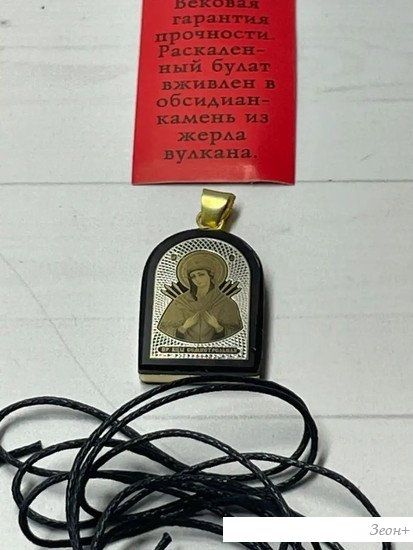 Вековая
гарантия
прочности.
Раскален-
ный булат
вживлен в
обсидиан-
камень из
жерла
вулкана.
Зеон+